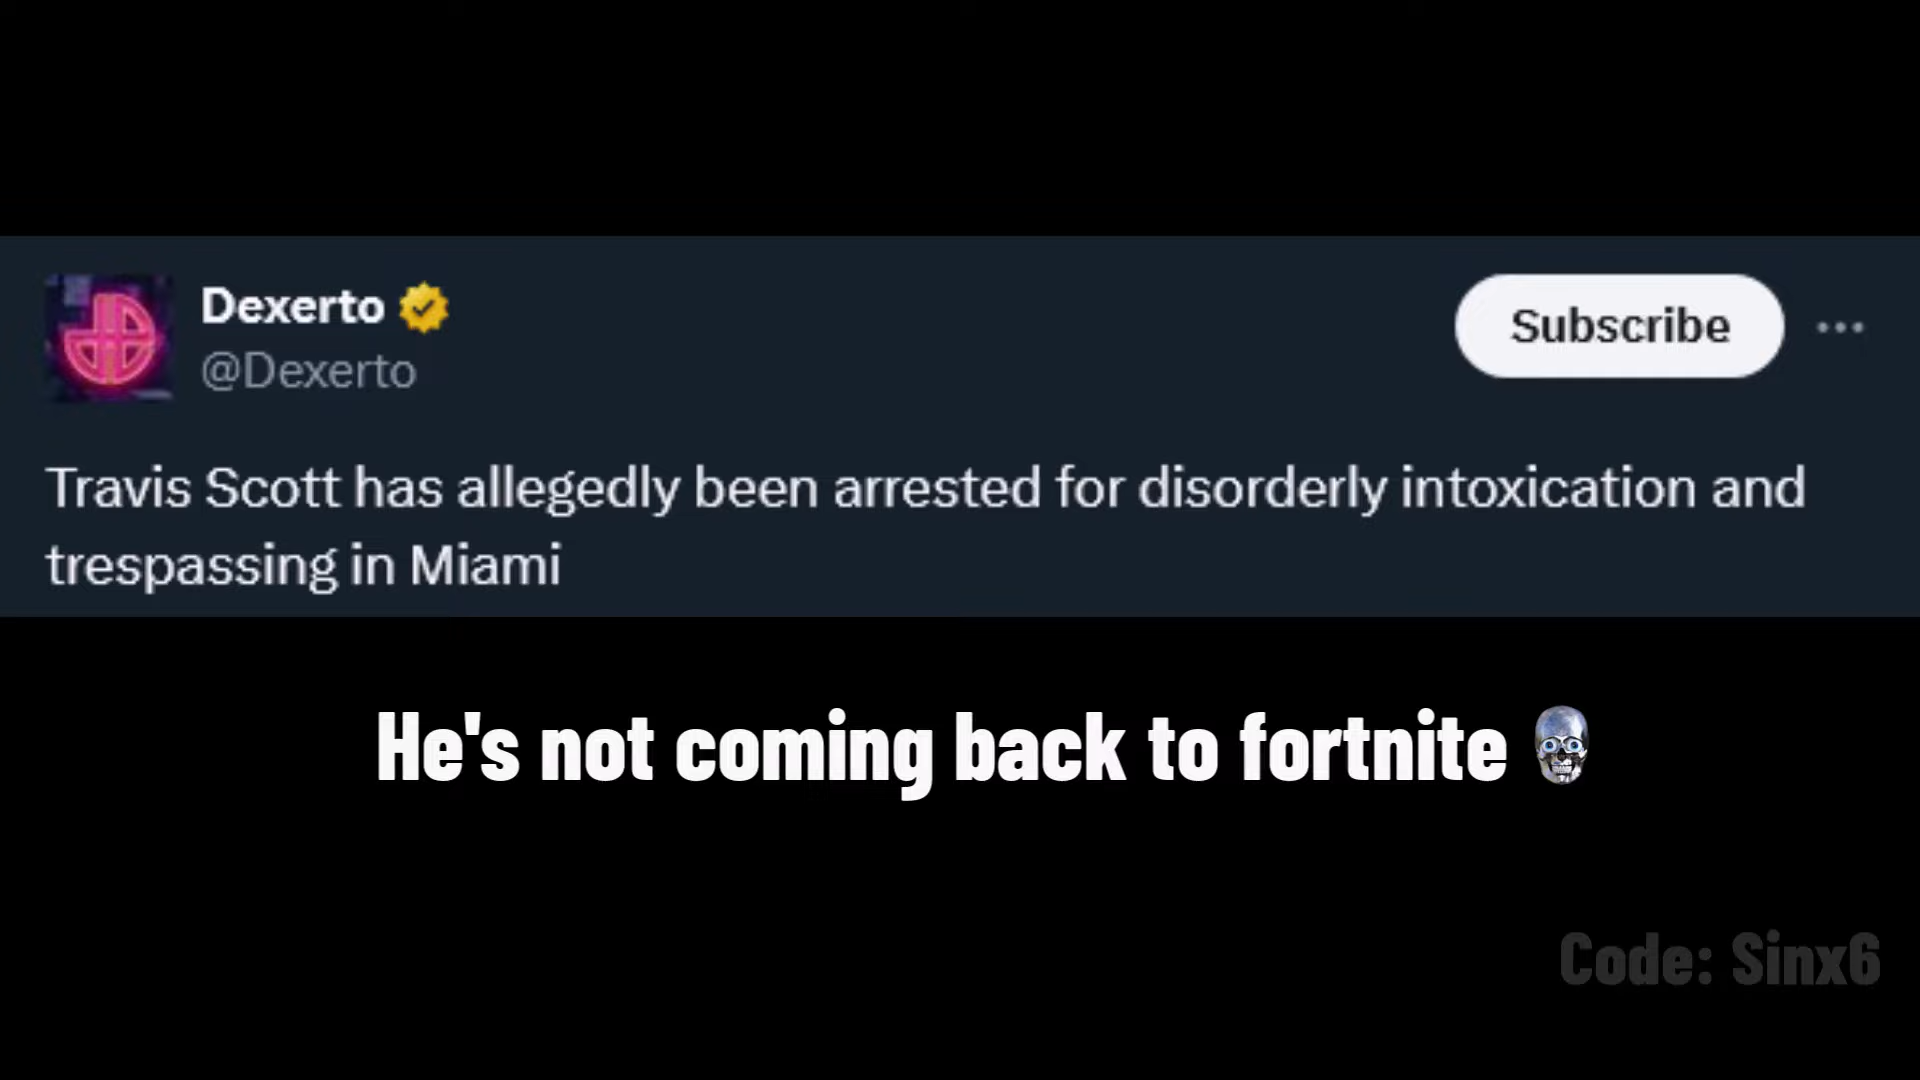 Dexerto
@Dexerto
Subscribe
Travis Scott has allegedly been arrested for disorderly intoxication and
trespassing in Miami
He's not coming back to fortnite
Code: Sinx6